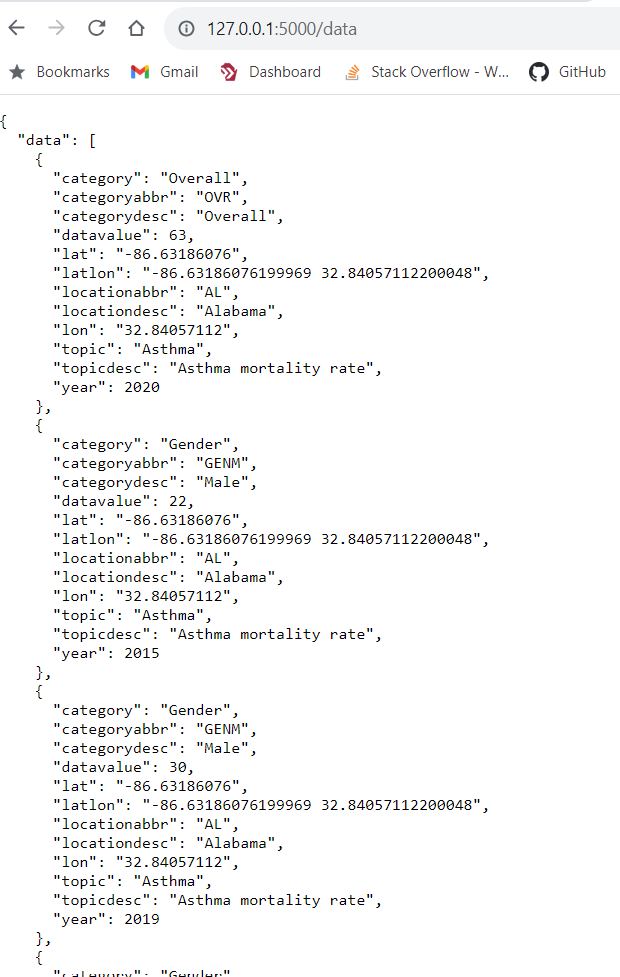 127.0.0.1:5000/data
Bookmarks Gmail Dashboard Stack Overflow - W... GitHub
{
  "data": [
    {
      "category": "Overall",
      "categoryabbr": "OVR",
      "categorydesc": "Overall",
      "datavalue": 63,
      "lat": "-86.63186076",
      "latlon": "-86.63186076199969 32.84057112200048",
      "locationabbr": "AL",
      "locationdesc": "Alabama",
      "lon": "32.84057112",
      "topic": "Asthma",
      "topicdesc": "Asthma mortality rate",
      "year": 2020
    },
    {
      "category": "Gender",
      "categoryabbr": "GENM",
      "categorydesc": "Male",
      "datavalue": 22,
      "lat": "-86.63186076",
      "latlon": "-86.63186076199969 32.84057112200048",
      "locationabbr": "AL",
      "locationdesc": "Alabama",
      "lon": "32.84057112",
      "topic": "Asthma",
      "topicdesc": "Asthma mortality rate",
      "year": 2015
    },
    {
      "category": "Gender",
      "categoryabbr": "GENM",
      "categorydesc": "Male",
      "datavalue": 30,
      "lat": "-86.63186076",
      "latlon": "-86.63186076199969 32.84057112200048",
      "locationabbr": "AL",
      "locationdesc": "Alabama",
      "lon": "32.84057112",
      "topic": "Asthma",
      "topicdesc": "Asthma mortality rate",
      "year": 2019
    },
    {
      "category": "Gender"